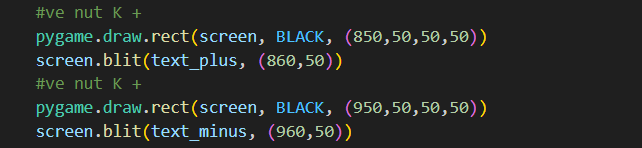 #ve nut K +
pygame.draw.rect(screen, BLACK, (850,50,50,50))
screen.blit(text_plus, (860,50))
#ve nut K +
pygame.draw.rect(screen, BLACK, (950,50,50,50))
screen.blit(text_minus, (960,50))